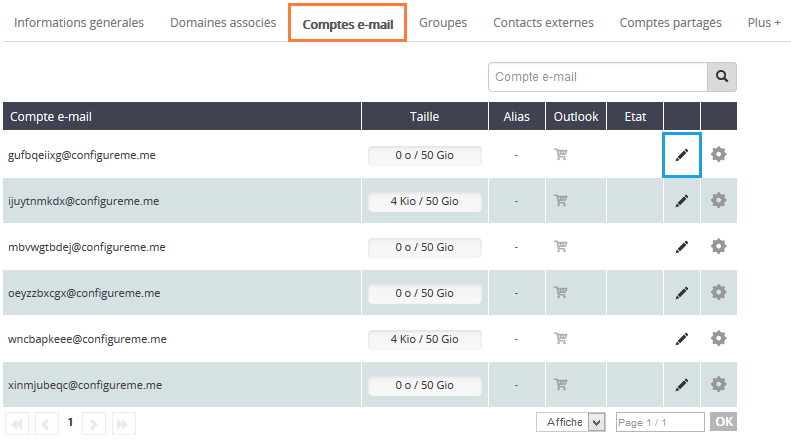 Informations générales Domaines associés Comptes e-mail Groupes Contacts externes Comptes partagés Plus +
Compte e-mail
Compte e-mail Taille Alias Outlook Etat
gufbqeiixg@configureme.me 0 o / 50 Gio -
ijuytnmkdx@configureme.me 4 Kio / 50 Gio -
mbvwgtbdej@configureme.me 0 o / 50 Gio -
oeyzzbxcgx@configureme.me 0 o / 50 Gio -
wncbapkeee@configureme.me 4 Kio / 50 Gio -
xinmjubeqc@configureme.me 0 o / 50 Gio -
1 Affiche Page 1 / 1 OK